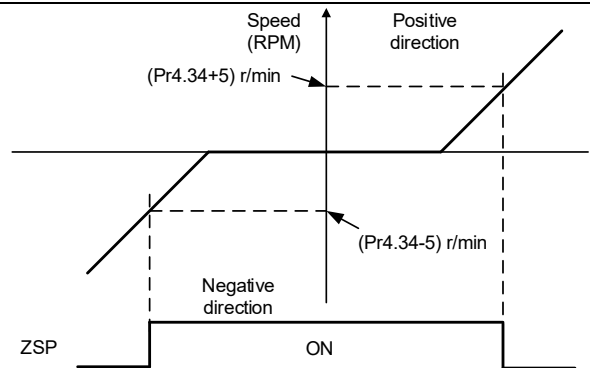 Speed
(RPM)
Positive
direction
(Pr4.34+5) r/min
(Pr4.34-5) r/min
Negative
direction
ZSP
ON